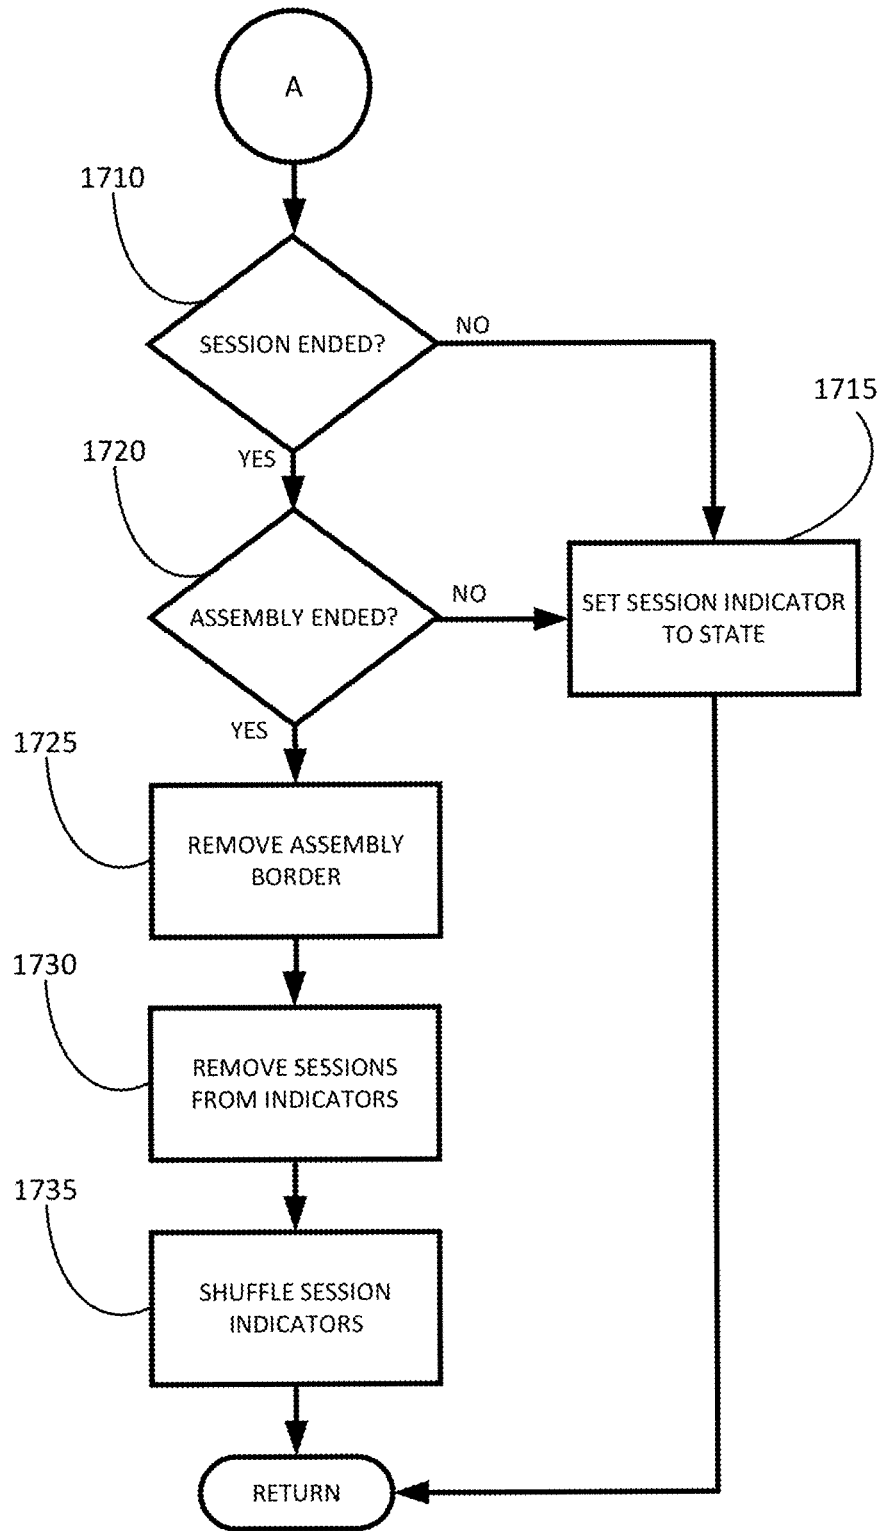 A
1710
SESSION ENDED?
NO
1715
1720
YES
ASSEMBLY ENDED?
NO
SET SESSION INDICATOR
TO STATE
YES
1725
REMOVE ASSEMBLY
BORDER
1730
REMOVE SESSIONS
FROM INDICATORS
1735
SHUFFLE SESSION
INDICATORS
RETURN